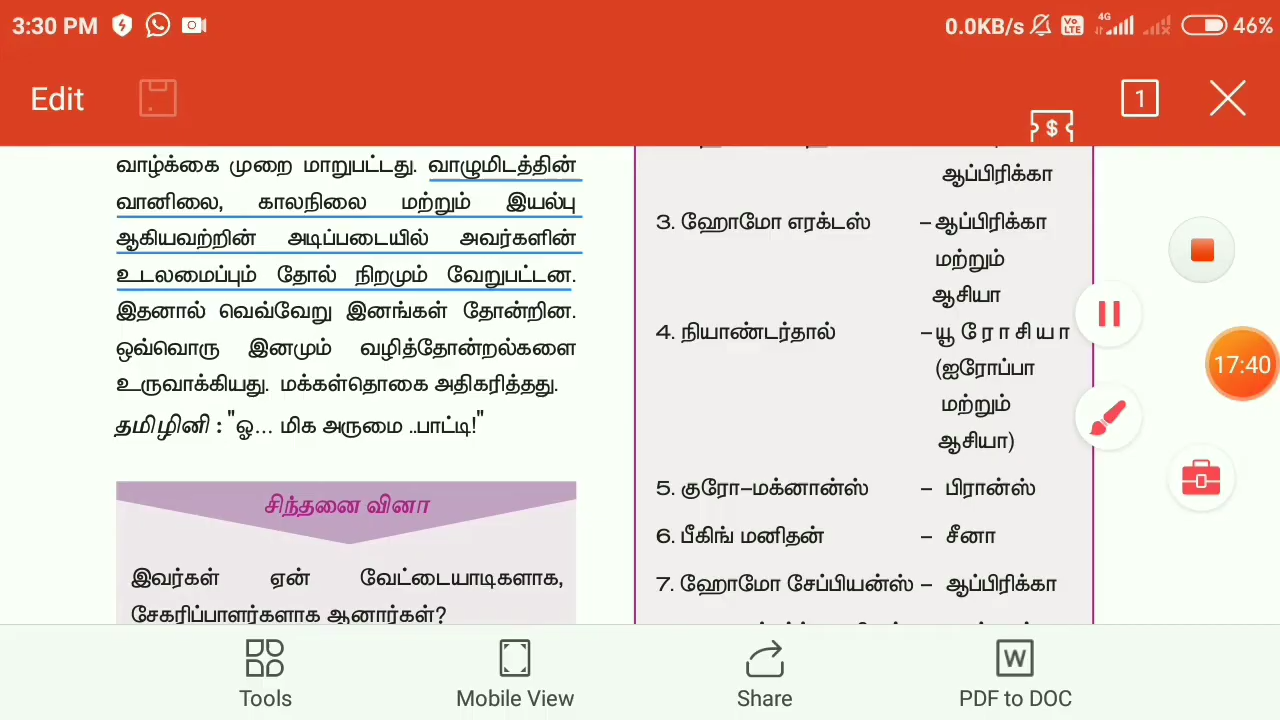 3:30 PM
0.0KB/s
Vo LTE
4G
46%
Edit
1
$
வாழ்க்கை முறை மாறுபட்டது. வாழுமிடத்தின்
வானிலை, காலநிலை மற்றும் இயல்பு
ஆகியவற்றின் அடிப்படையில் அவர்களின்
உடலமைப்பும் தோல் நிறமும் வேறுபட்டன.
இதனால் வெவ்வேறு இனங்கள் தோன்றின.
ஒவ்வொரு இனமும் வழித்தோன்றல்களை
உருவாக்கியது. மக்கள்தொகை அதிகரித்தது.
தமிழினி : "ஓ... மிக அருமை ..பாட்டி!"
சிந்தனை வினா
இவர்கள் ஏன் வேட்டையாடிகளாக,
சேகரிப்பாளர்களாக ஆனார்கள்?
ஆப்பிரிக்கா
3. ஹோமோ எரக்டஸ் – ஆப்பிரிக்கா
மற்றும்
ஆசியா
4. நியாண்டர்தால் – யூ ரோ சி யா
(ஐரோப்பா
மற்றும்
ஆசியா)
5. குரோ–மக்னான்ஸ் – பிரான்ஸ்
6. பீகிங் மனிதன் – சீனா
7. ஹோமோ சேப்பியன்ஸ் – ஆப்பிரிக்கா
17:40
Tools
Mobile View
Share
W
PDF to DOC